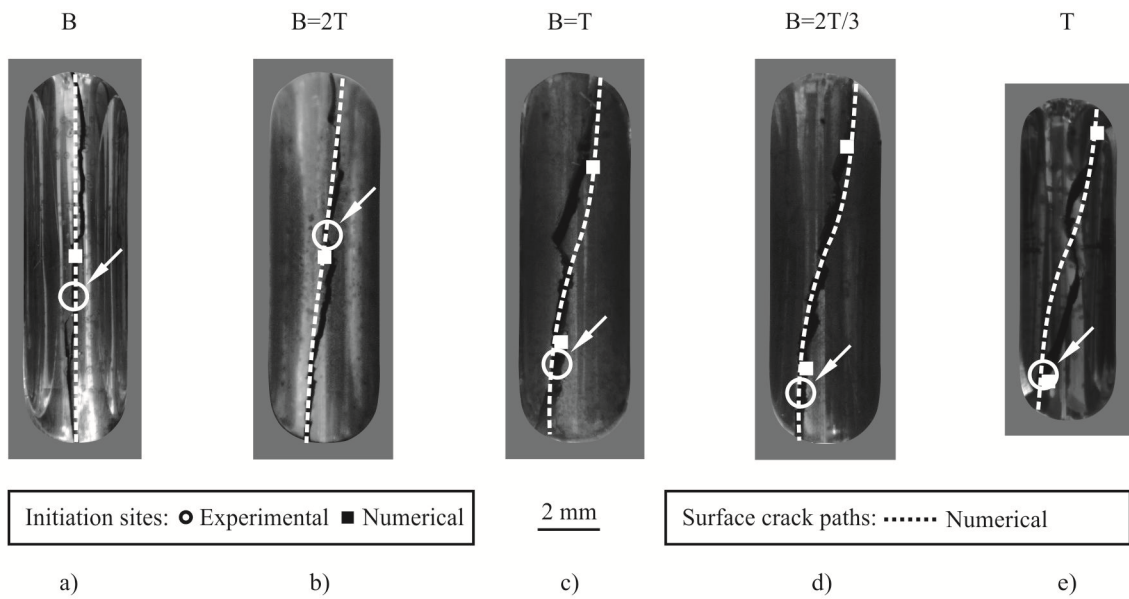 B B=2T B=T B=2T/3 T
Initiation sites: Experimental Numerical 2 mm Surface crack paths: Numerical
a) b) c) d) e)